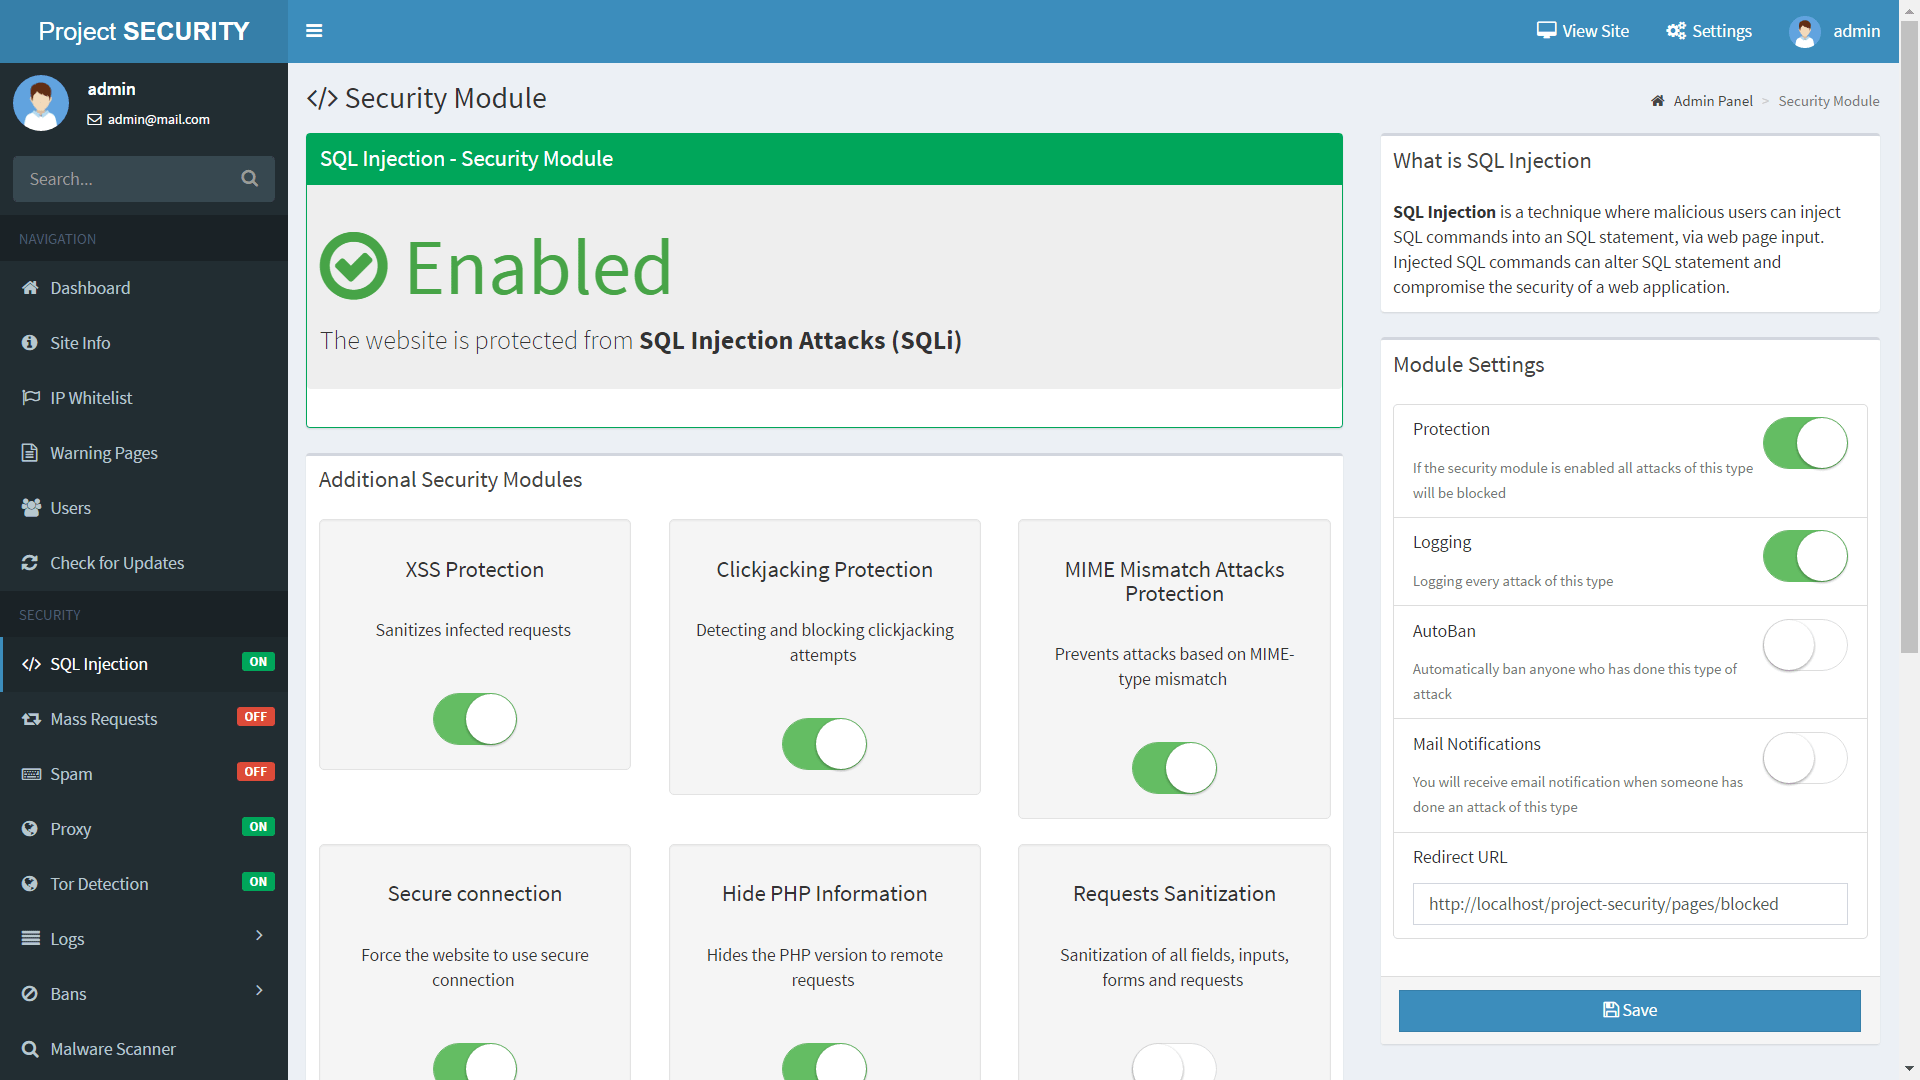 Project SECURITY
View Site
Settings
admin
admin
admin@mail.com
Search...
NAVIGATION
Dashboard
Site Info
IP Whitelist
Warning Pages
Users
Check for Updates
SECURITY
SQL Injection ON
Mass Requests OFF
Spam OFF
Proxy ON
Tor Detection ON
Logs
Bans
Malware Scanner
</> Security Module
Admin Panel > Security Module
SQL Injection - Security Module
Enabled
The website is protected from SQL Injection Attacks (SQLi)
Additional Security Modules
XSS Protection
Sanitizes infected requests
Clickjacking Protection
Detecting and blocking clickjacking
attempts
MIME Mismatch Attacks
Protection
Prevents attacks based on MIME-
type mismatch
Secure connection
Force the website to use secure
connection
Hide PHP Information
Hides the PHP version to remote
requests
Requests Sanitization
Sanitization of all fields, inputs,
forms and requests
What is SQL Injection
SQL Injection is a technique where malicious users can inject
SQL commands into an SQL statement, via web page input.
Injected SQL commands can alter SQL statement and
compromise the security of a web application.
Module Settings
Protection
If the security module is enabled all attacks of this type
will be blocked
Logging
Logging every attack of this type
AutoBan
Automatically ban anyone who has done this type of
attack
Mail Notifications
You will receive email notification when someone has
done an attack of this type
Redirect URL
http://localhost/project-security/pages/blocked
Save